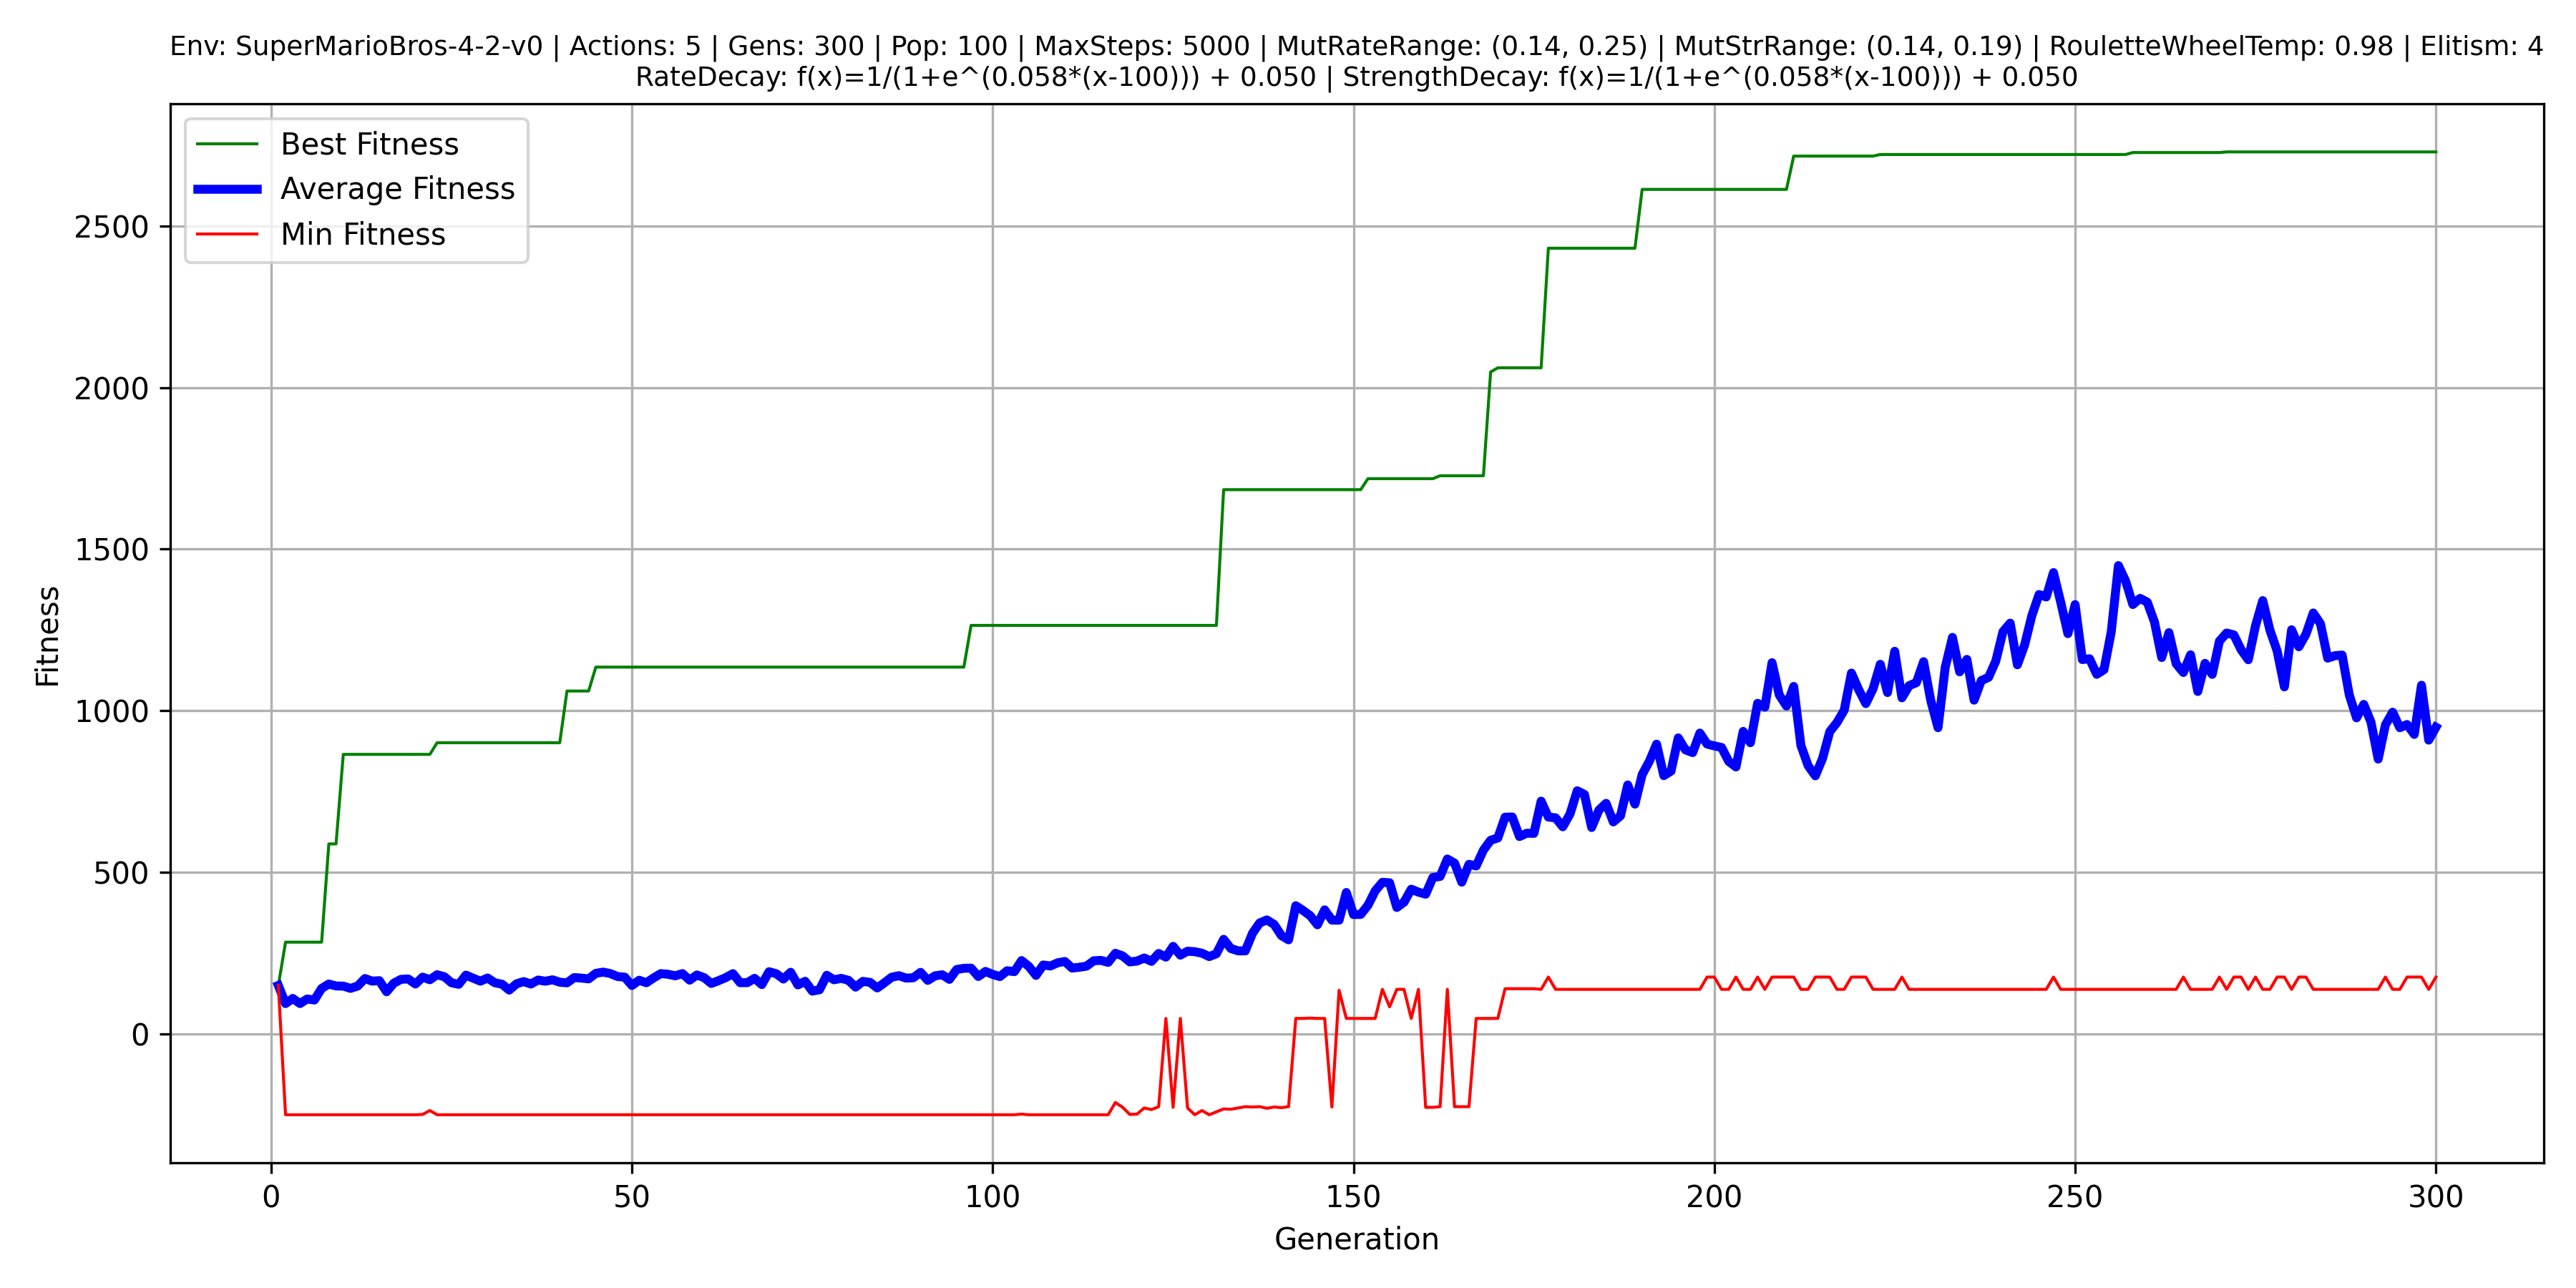 Env: SuperMarioBros-4-2-v0 | Actions: 5 | Gens: 300 | Pop: 100 | MaxSteps: 5000 | MutRateRange: (0.14, 0.25) | MutStrRange: (0.14, 0.19) | RouletteWheelTemp: 0.98 | Elitism: 4
RateDecay: f(x)=1/(1+e^(0.058*(x-100))) + 0.050 | StrengthDecay: f(x)=1/(1+e^(0.058*(x-100))) + 0.050
Best Fitness
Average Fitness
Min Fitness
Fitness
2500
2000
1500
1000
500
0
0 50 100 150 200 250 300
Generation